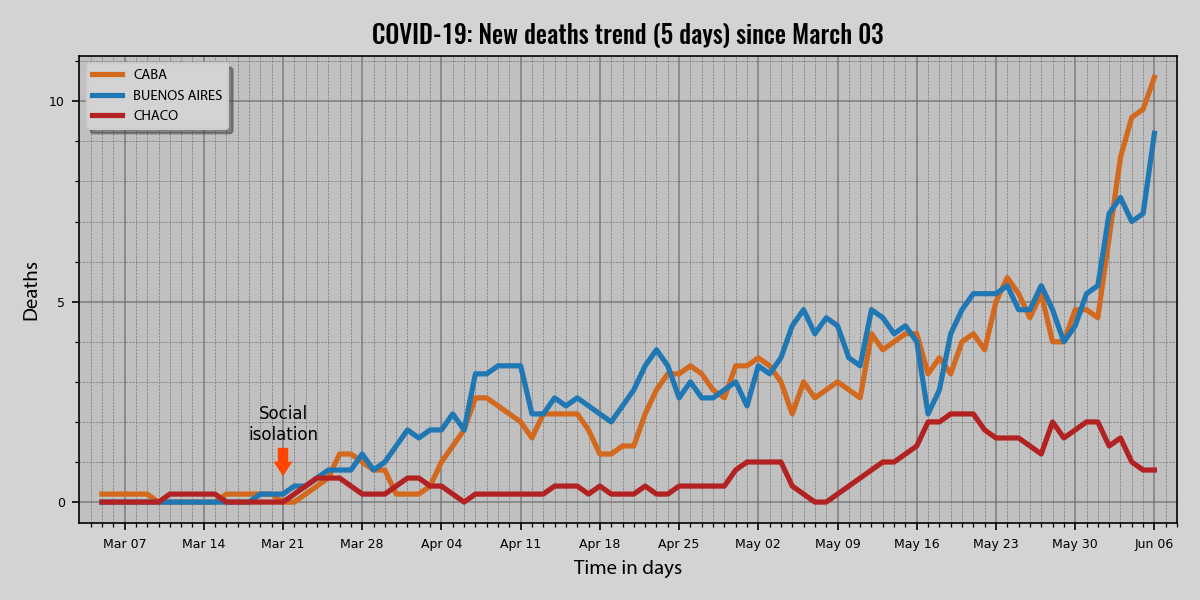 COVID-19: New deaths trend (5 days) since March 03
CABA
BUENOS AIRES
CHACO
10
5
0
Deaths
Social
isolation
Mar 07
Mar 14
Mar 21
Mar 28
Apr 04
Apr 11
Apr 18
Apr 25
May 02
May 09
May 16
May 23
May 30
Jun 06
Time in days